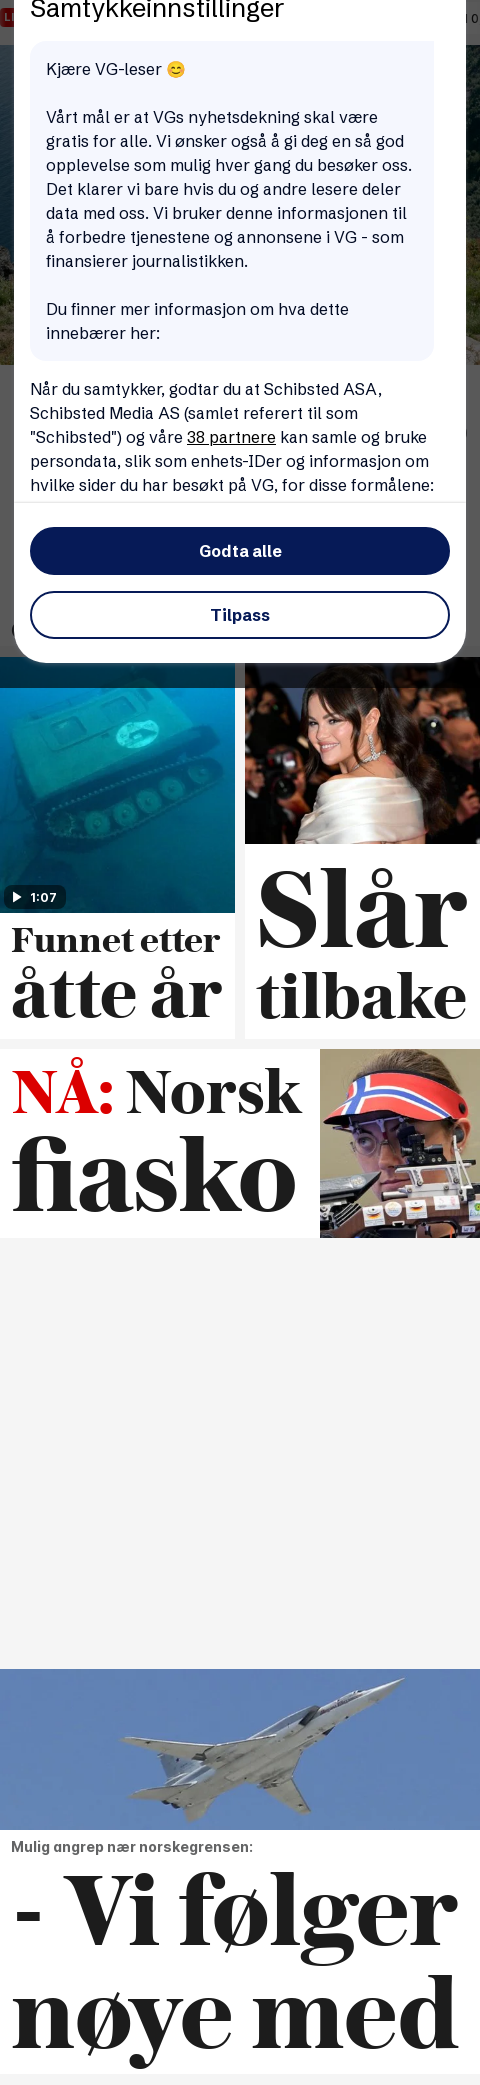 Samtykkeinnstillinger
Kjære VG-leser 😊
Vårt mål er at VGs nyhetsdekning skal være
gratis for alle. Vi ønsker også å gi deg en så god
opplevelse som mulig hver gang du besøker oss.
Det klarer vi bare hvis du og andre lesere deler
data med oss. Vi bruker denne informasjonen til
å forbedre tjenestene og annonsene i VG - som
finansierer journalistikken.
Du finner mer informasjon om hva dette
innebærer her:
Når du samtykker, godtar du at Schibsted ASA,
Schibsted Media AS (samlet referert til som
"Schibsted") og våre 38 partnere kan samle og bruke
persondata, slik som enhets-IDer og informasjon om
hvilke sider du har besøkt på VG, for disse formålene:
Godta alle
Tilpass
1:07
Funnet etter
åtte år
Slår
tilbake
NÅ: Norsk
fiasko
Mulig angrep nær norskegrensen:
- Vi følger
nøye med